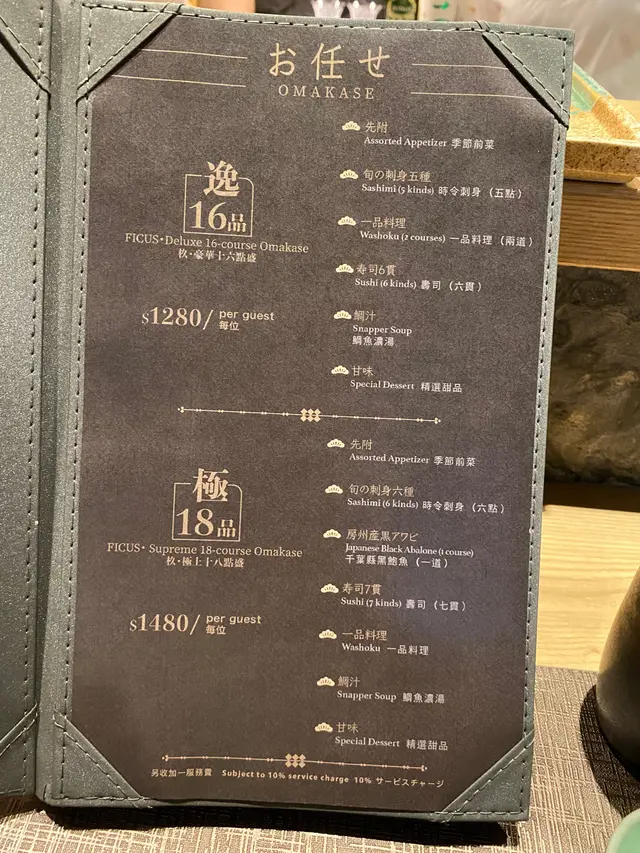 お任せ
OMAKASE
逸
16品
FICUS•Deluxe 16-course Omakase
杦•豪華十六點盛
$1280/ per guest
每位
先附
Assorted Appetizer 季節前菜
旬の刺身五種
Sashimi (5 kinds) 時令刺身（五點）
一品料理
Washoku (2 courses) 一品料理（兩道）
寿司6貫
Sushi (6 kinds) 壽司（六貫）
鯛汁
Snapper Soup
鯛魚濃湯
甘味
Special Dessert 精選甜品
極
18品
FICUS• Supreme 18-course Omakase
杦•極上十八點盛
$1480/ per guest
每位
先附
Assorted Appetizer 季節前菜
旬の刺身六種
Sashimi (6 kinds) 時令刺身（六點）
房州産黒アワビ
Japanese Black Abalone (1 course)
千葉縣黑鮑魚（一道）
寿司7貫
Sushi (7 kinds) 壽司（七貫）
一品料理
Washoku 一品料理
鯛汁
Snapper Soup 鯛魚濃湯
甘味
Special Dessert 精選甜品
另收加一服務費 Subject to 10% service charge 10% サービスチャージ